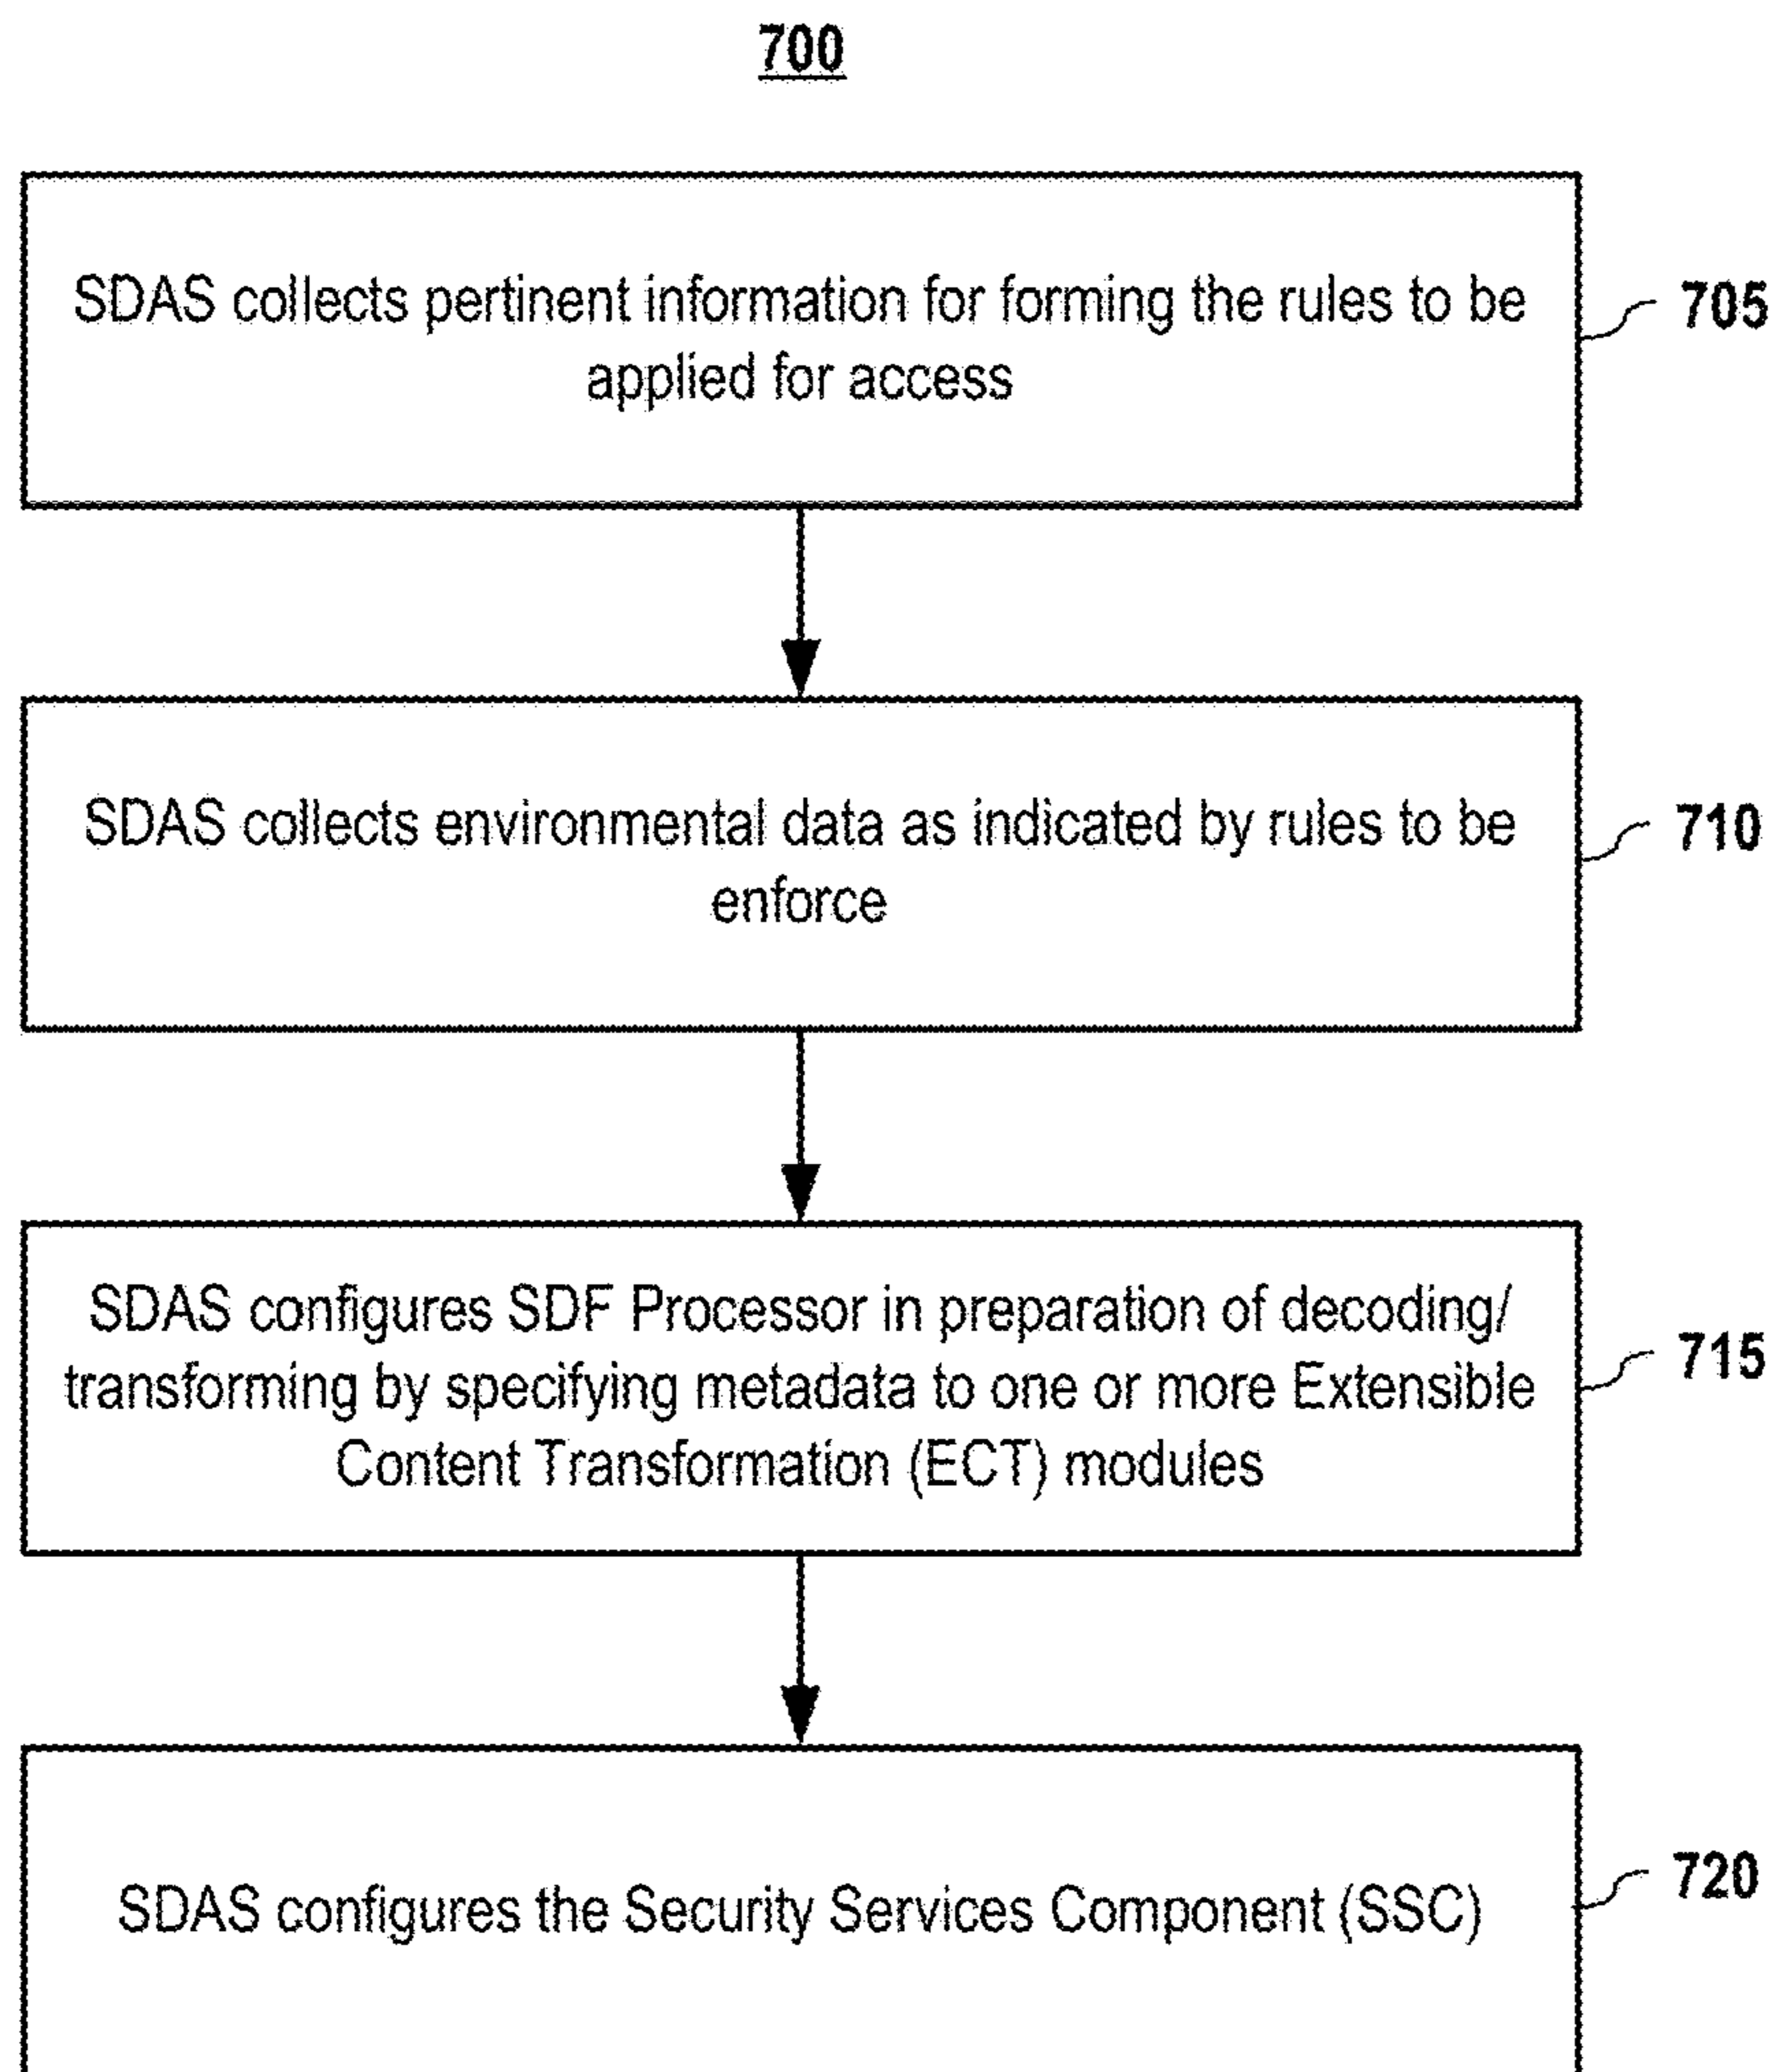 700
SDAS collects pertinent information for forming the rules to be
applied for access
705
SDAS collects environmental data as indicated by rules to be
enforce
710
SDAS configures SDF Processor in preparation of decoding/
transforming by specifying metadata to one or more Extensible
Content Transformation (ECT) modules
715
SDAS configures the Security Services Component (SSC)
720